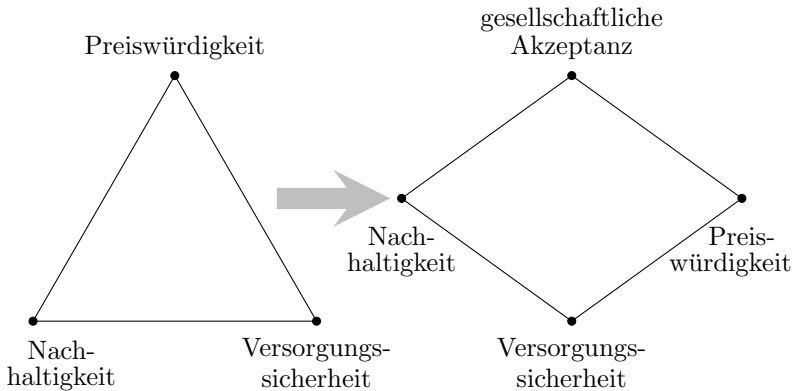 Preiswürdigkeit
Nach-
haltigkeit
Versorgungs-
sicherheit
gesellschaftliche
Akzeptanz
Nach-
haltigkeit
Preis-
würdigkeit
Versorgungs-
sicherheit